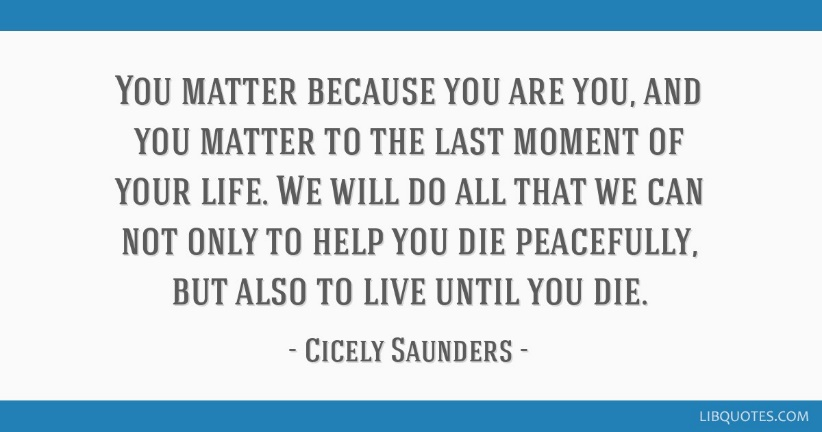 You matter because you are you, and
you matter to the last moment of
your life. We will do all that we can
not only to help you die peacefully,
but also to live until you die.
- Cicely Saunders -
LIBQUOTES.COM